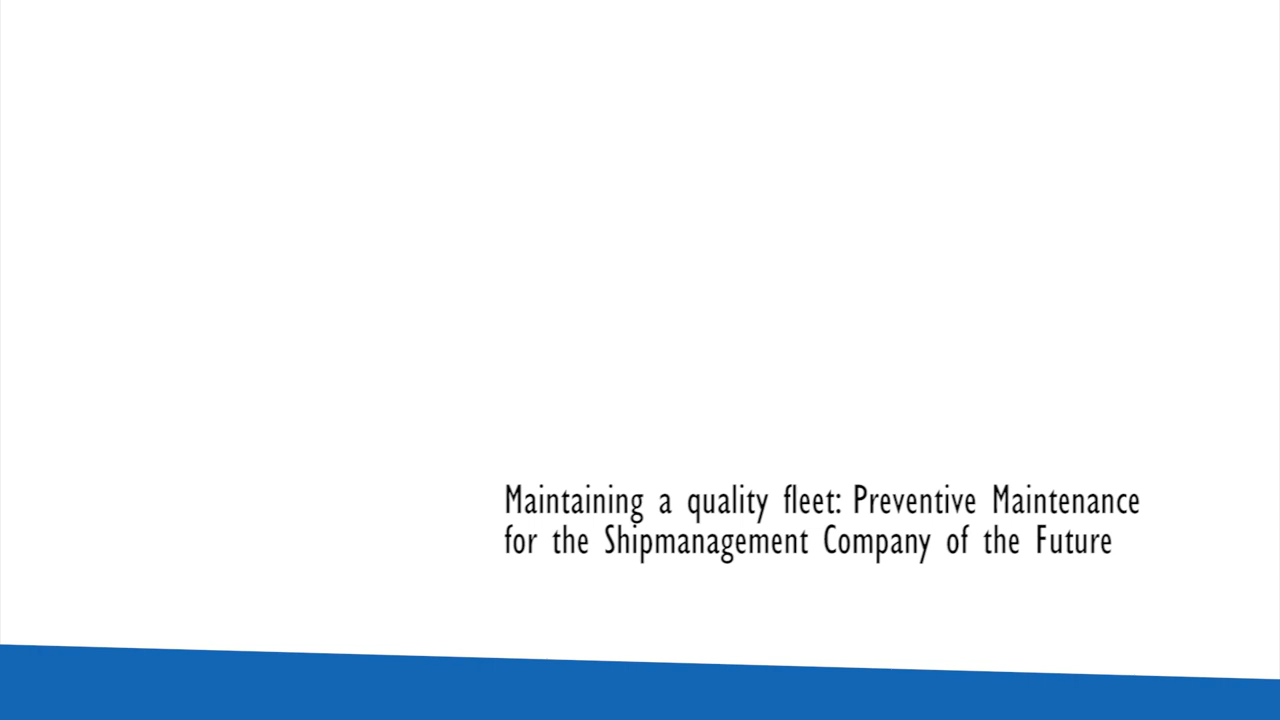 Maintaining a quality fleet: Preventive Maintenance
for the Shipmanagement Company of the Future